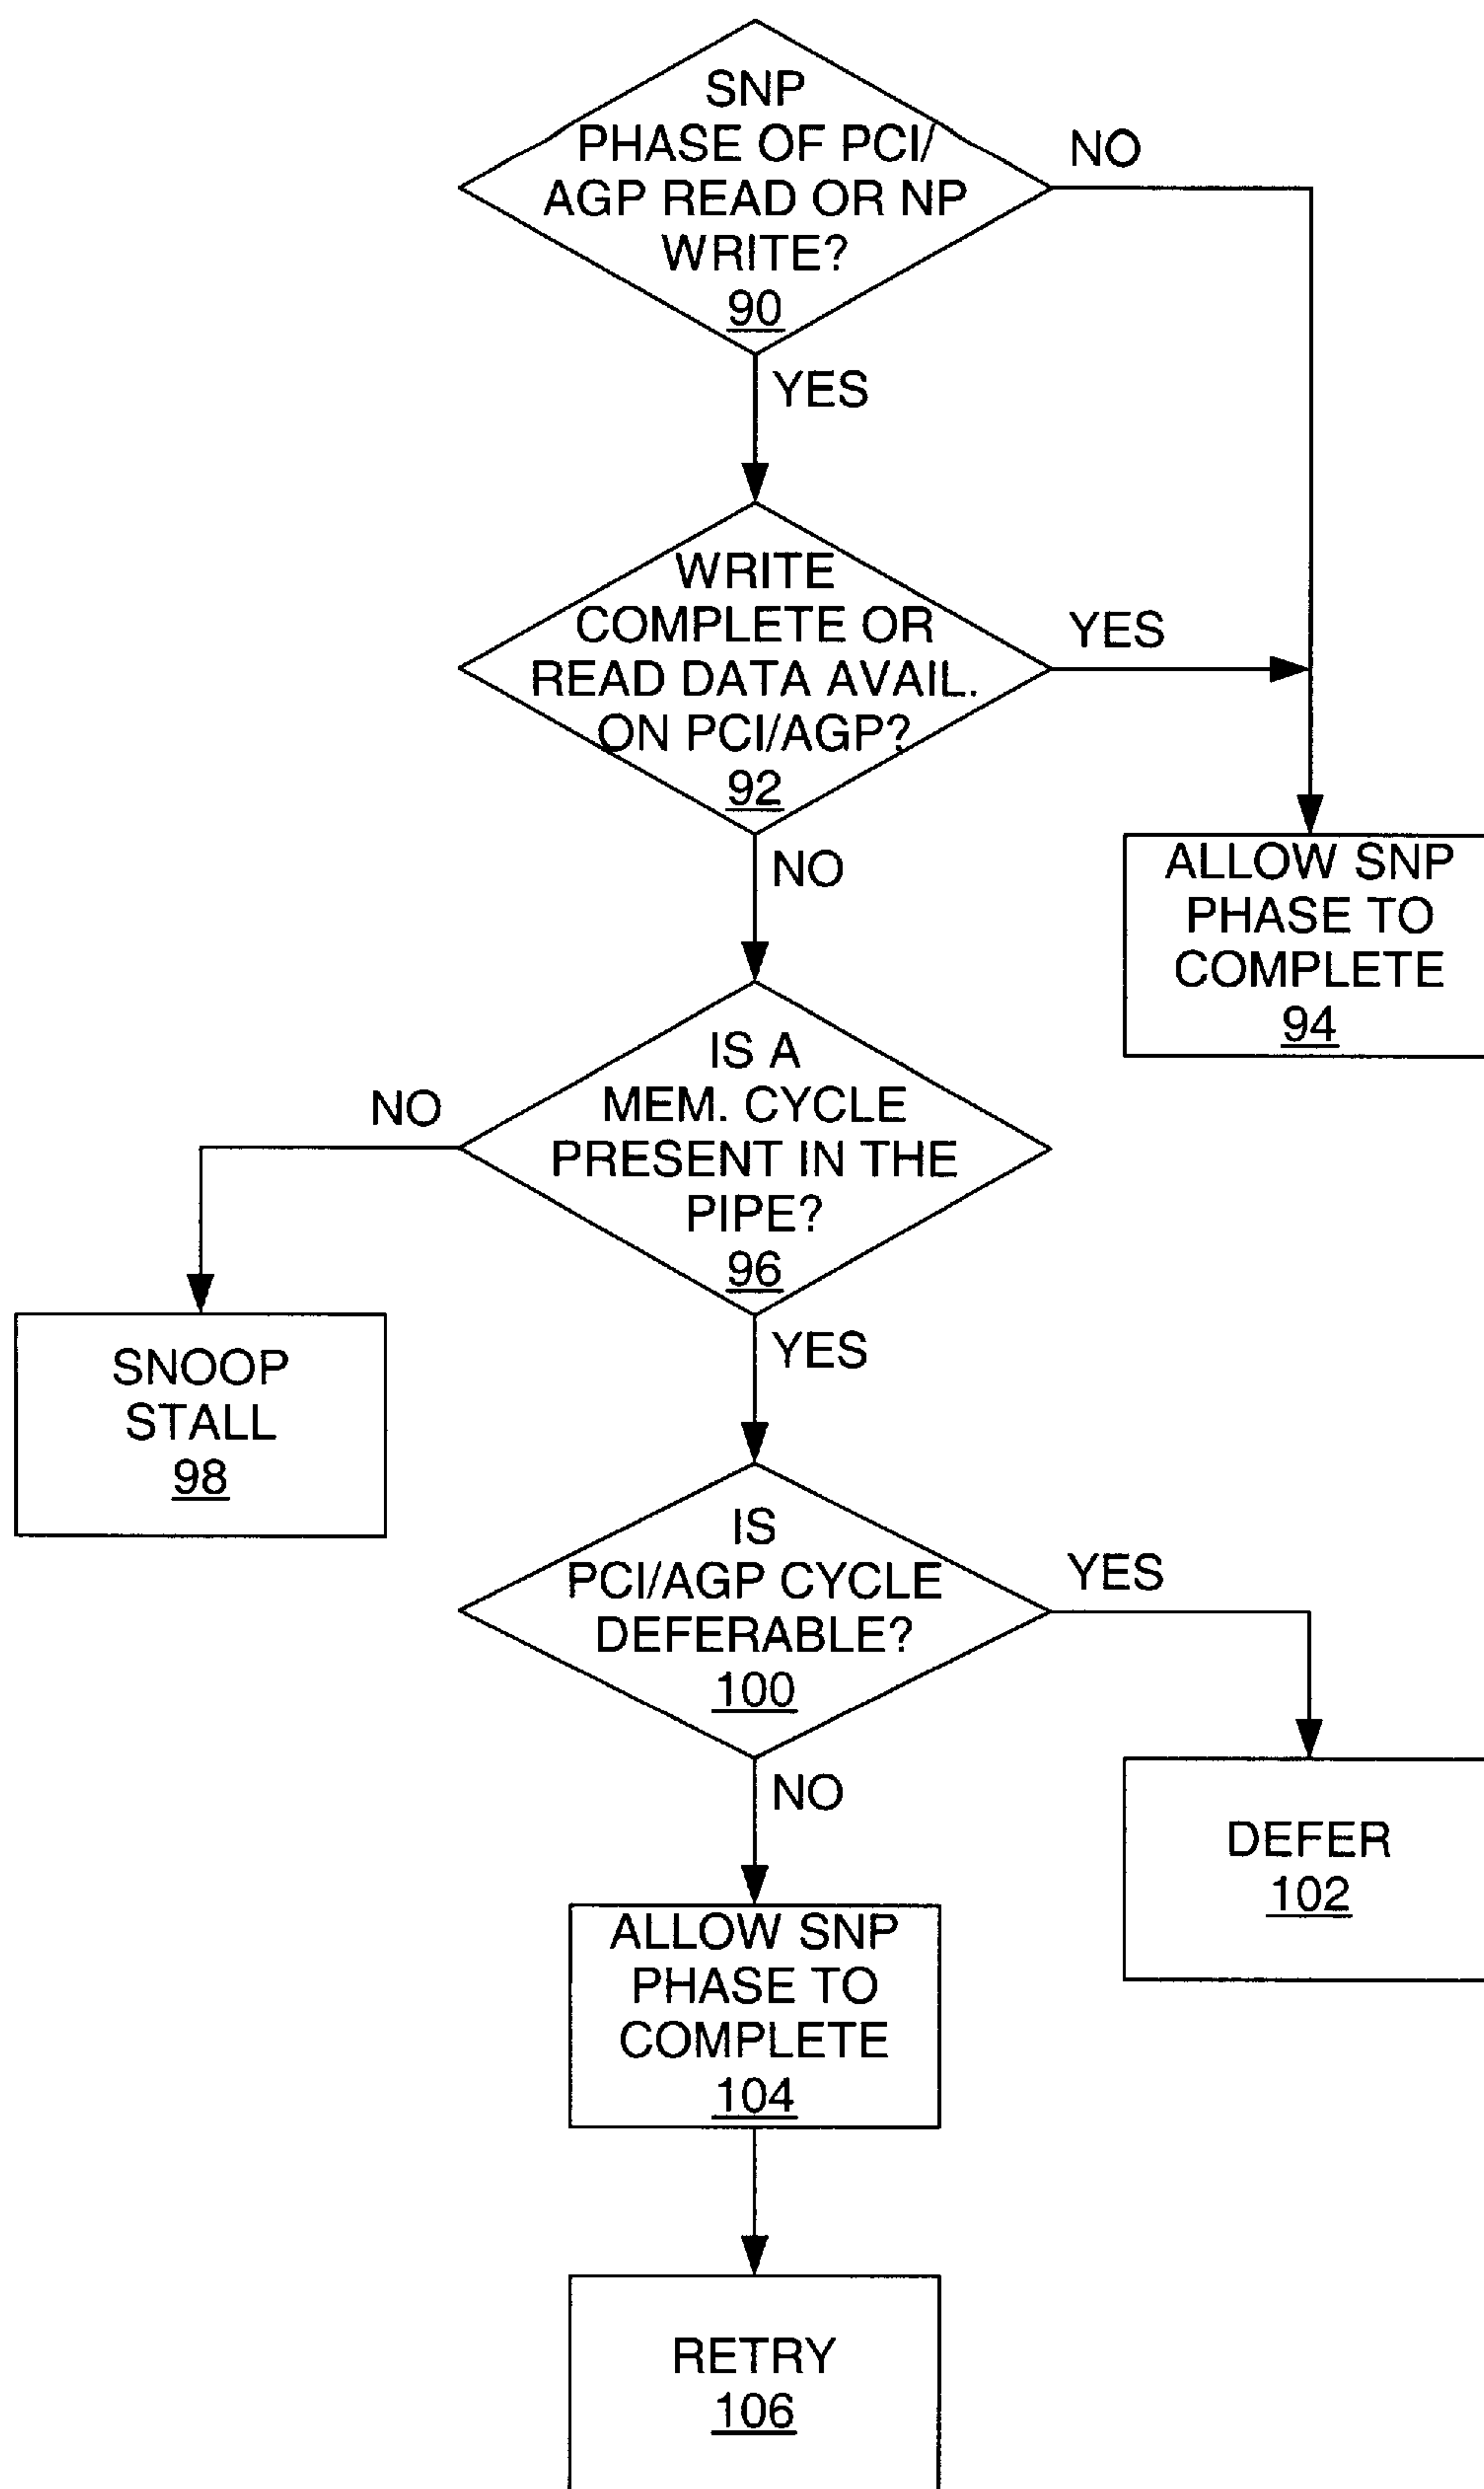 SNP
PHASE OF PCI/
AGP READ OR NP
WRITE?
90
NO
YES
WRITE
COMPLETE OR
READ DATA AVAIL.
ON PCI/AGP?
92
YES
NO
ALLOW SNP
PHASE TO
COMPLETE
94
IS A
MEM. CYCLE
PRESENT IN THE
PIPE?
96
NO
YES
SNOOP
STALL
98
IS
PCI/AGP CYCLE
DEFERABLE?
100
YES
NO
DEFER
102
ALLOW SNP
PHASE TO
COMPLETE
104
RETRY
106